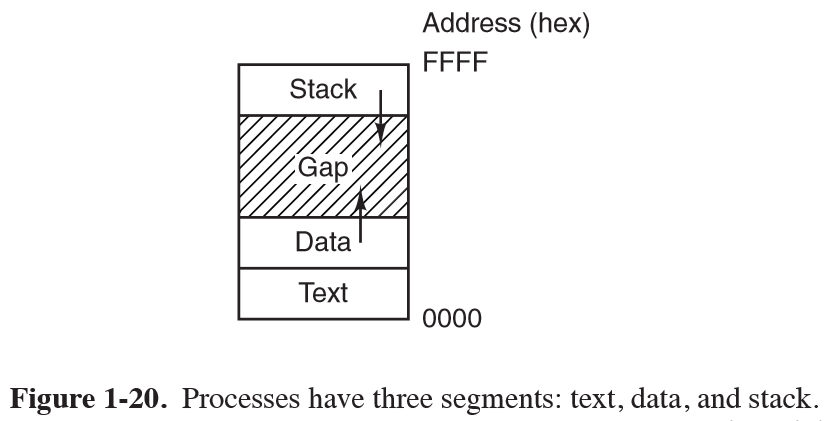 Address (hex)
FFFF
Stack
Gap
Data
Text
0000
Figure 1-20. Processes have three segments: text, data, and stack.